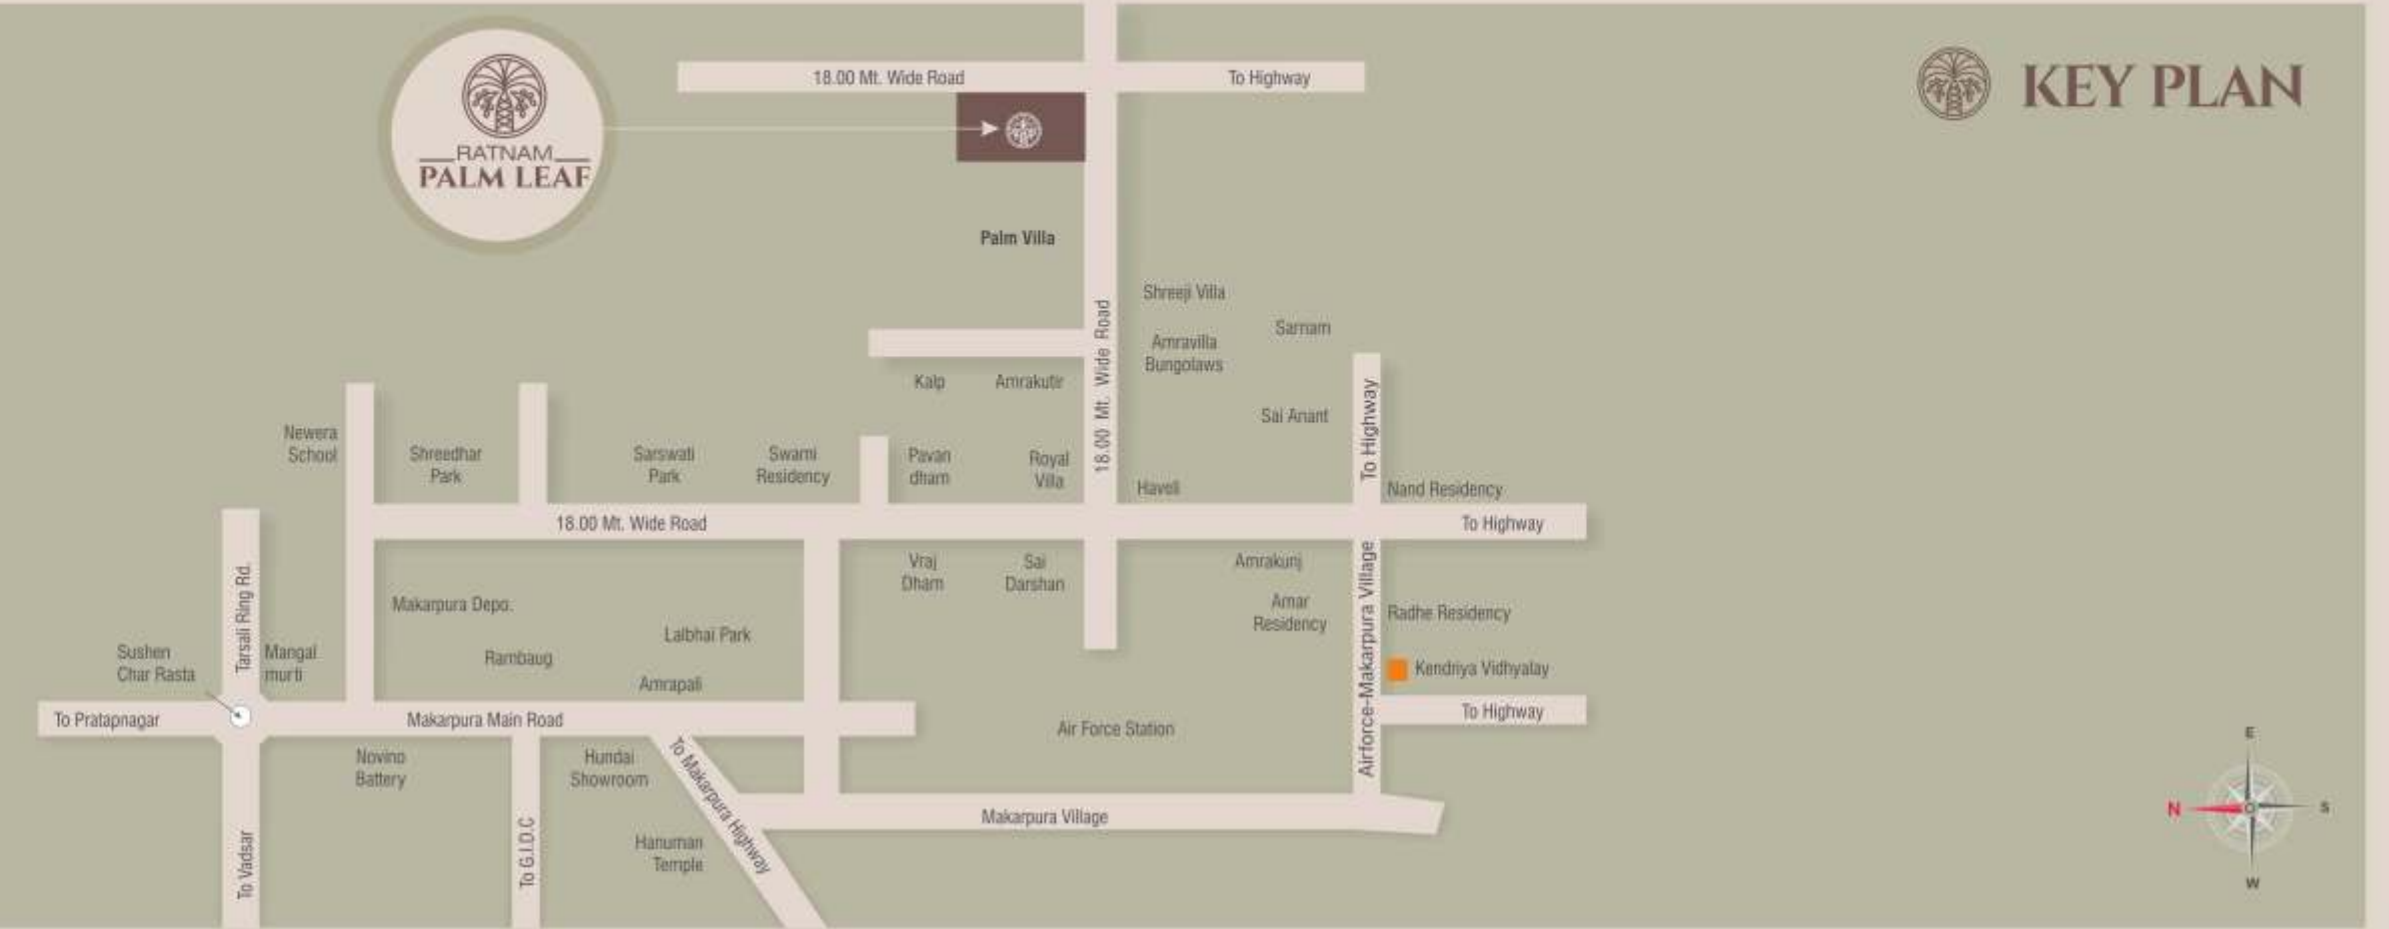 18.00 Mt. Wide Road
To Highway
KEY PLAN
RATNAM
PALM LEAF
Palm Villa
Shreeji Villa
Sarnam
Amravilla
Bungolaws
18.00 Mt. Wide Road
Kalp
Amrakutir
Sai Anant
To Highway
Newera
School
Shreedhar
Park
Sarswati
Park
Swami
Residency
Pavan
dham
Royal
Villa
Haveli
Nand Residency
18.00 Mt. Wide Road
To Highway
Vraj
Dham
Sai
Darshan
Amrakunj
Amar
Residency
Airforce-Makarpura Village
Radhe Residency
Tarsali Ring Rd.
Makarpura Depo.
Lalbhai Park
Rambaug
Amrapali
Sushen
Char Rasta
Mangal
murti
Kendriya Vidhyalay
To Pratapnagar
Makarpura Main Road
Air Force Station
To Highway
Novino
Battery
Hundai
Showroom
To Makarpura Highway
Makarpura Village
Hanuman
Temple
To Vadsar
To G.I.D.C
E
N
S
W